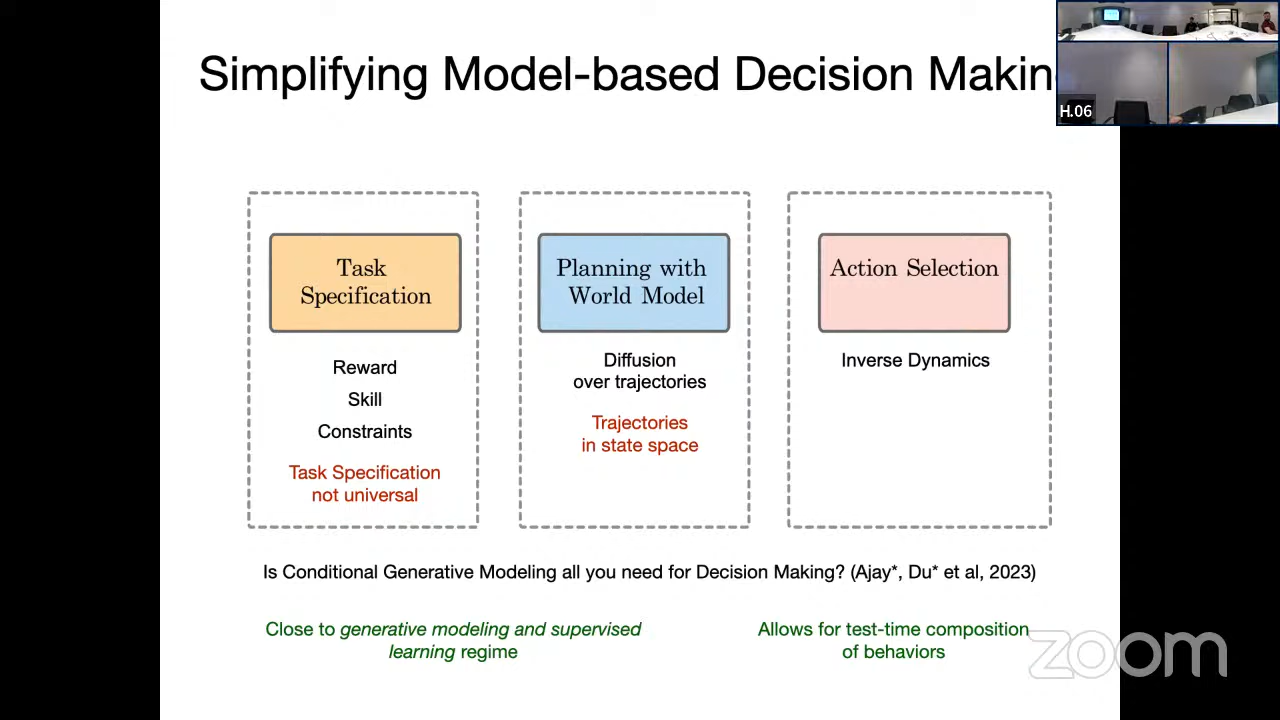 Simplifying Model-based Decision Makin
H.06
Task
Specification
Reward
Skill
Constraints
Task Specification
not universal
Planning with
World Model
Diffusion
over trajectories
Trajectories
in state space
Action Selection
Inverse Dynamics
Is Conditional Generative Modeling all you need for Decision Making? (Ajay*, Du* et al, 2023)
Close to generative modeling and supervised
learning regime
Allows for test-time composition
of behaviors
zoom